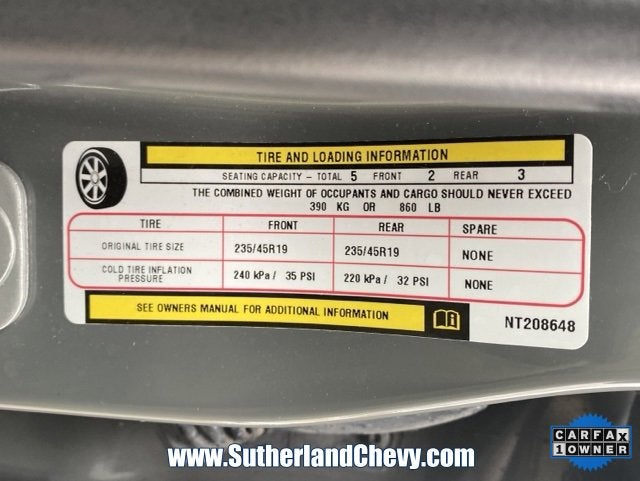 TIRE AND LOADING INFORMATION
SEATING CAPACITY - TOTAL 5 FRONT 2 REAR 3
THE COMBINED WEIGHT OF OCCUPANTS AND CARGO SHOULD NEVER EXCEED
390 KG OR 860 LB
TIRE FRONT REAR SPARE
ORIGINAL TIRE SIZE 235/45R19 235/45R19 NONE
COLD TIRE INFLATION
PRESSURE 240 kPa / 35 PSI 220 kPa / 32 PSI NONE
SEE OWNERS MANUAL FOR ADDITIONAL INFORMATION
NT208648
CARFAX
1 OWNER
www.SutherlandChevy.com